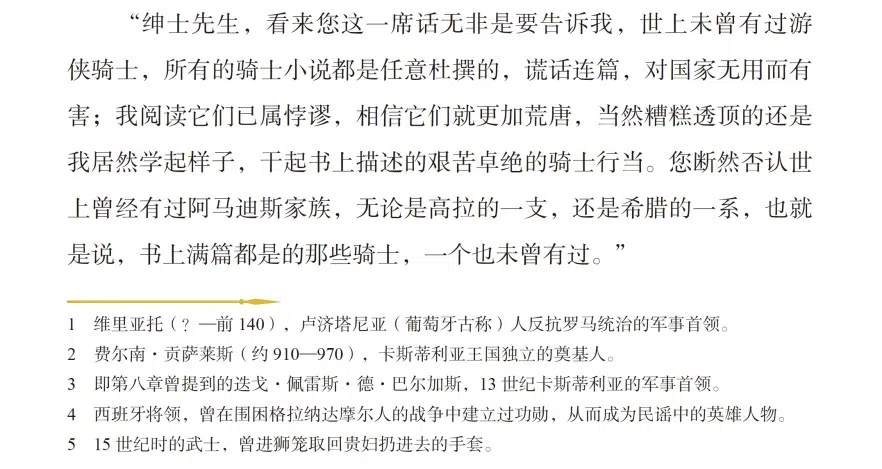 “绅士先生，看来您这一席话无非是要告诉我，世上未曾有过游
侠骑士，所有的骑士小说都是任意杜撰的，谎话连篇，对国家无用而有
害；我阅读它们已属悖谬，相信它们就更加荒唐，当然糟糕透顶的还是
我居然学起样子，干起书上描述的艰苦卓绝的骑士行当。您断然否认世
上曾经有过阿马迪斯家族，无论是高拉的一支，还是希腊的一系，也就
是说，书上满篇都是的那些骑士，一个也未曾有过。”
1 维里亚托（？—前 140），卢济塔尼亚（葡萄牙古称）人反抗罗马统治的军事首领。
2 费尔南·贡萨莱斯（约 910—970），卡斯蒂利亚王国独立的奠基人。
3 即第八章曾提到的迭戈·佩雷斯·德·巴尔加斯，13 世纪卡斯蒂利亚的军事首领。
4 西班牙将领，曾在围困格拉纳达摩尔人的战争中建立过功勋，从而成为民谣中的英雄人物。
5 15 世纪时的武士，曾进狮笼取回贵妇扔进去的手套。